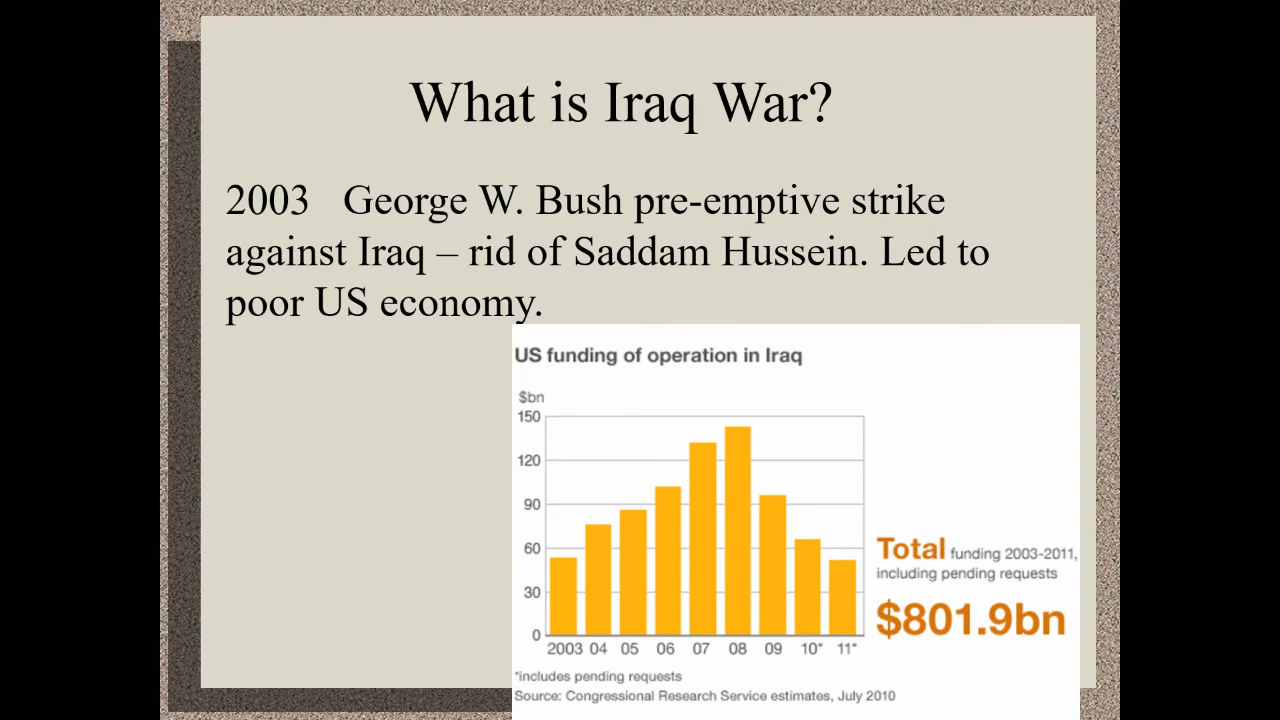 What is Iraq War?
2003   George W. Bush pre-emptive strike
against Iraq – rid of Saddam Hussein. Led to
poor US economy.
US funding of operation in Iraq
$bn
150
120
90
60
30
0
2003 04 05 06 07 08 09 10* 11*
Total funding 2003-2011,
including pending requests
$801.9bn
*includes pending requests
Source: Congressional Research Service estimates, July 2010